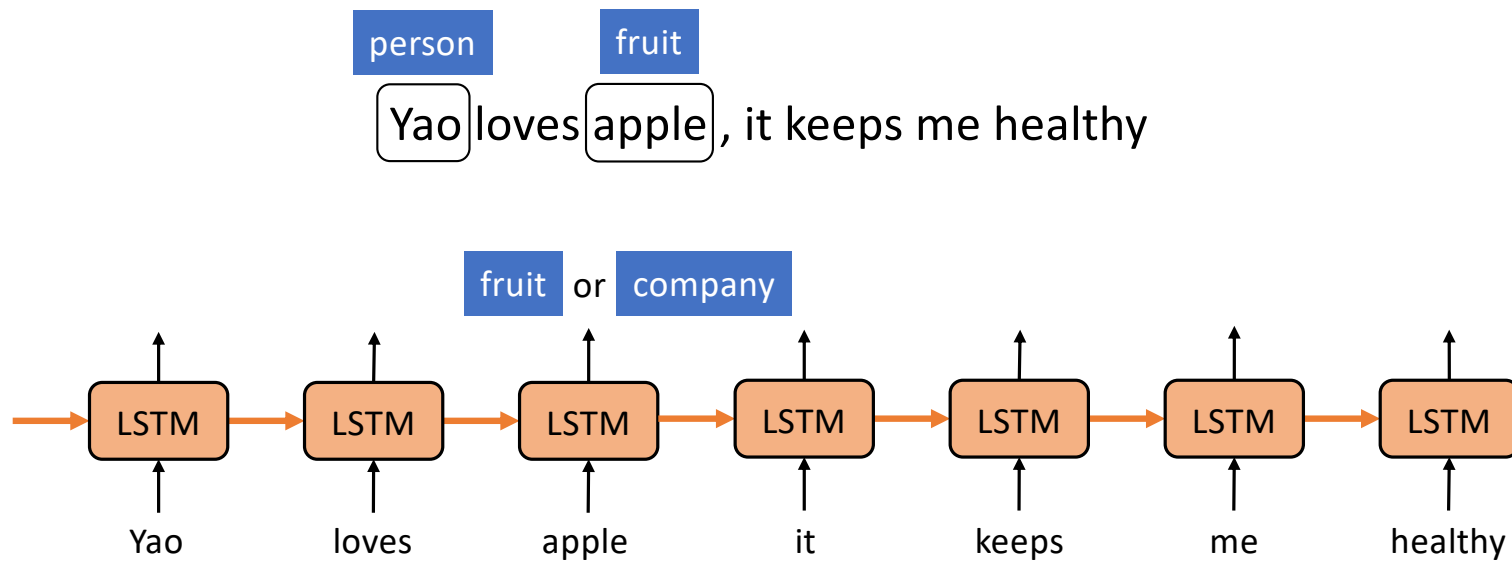 person fruit
Yao loves apple, it keeps me healthy
fruit or company
LSTM LSTM LSTM LSTM LSTM LSTM LSTM
Yao loves apple it keeps me healthy